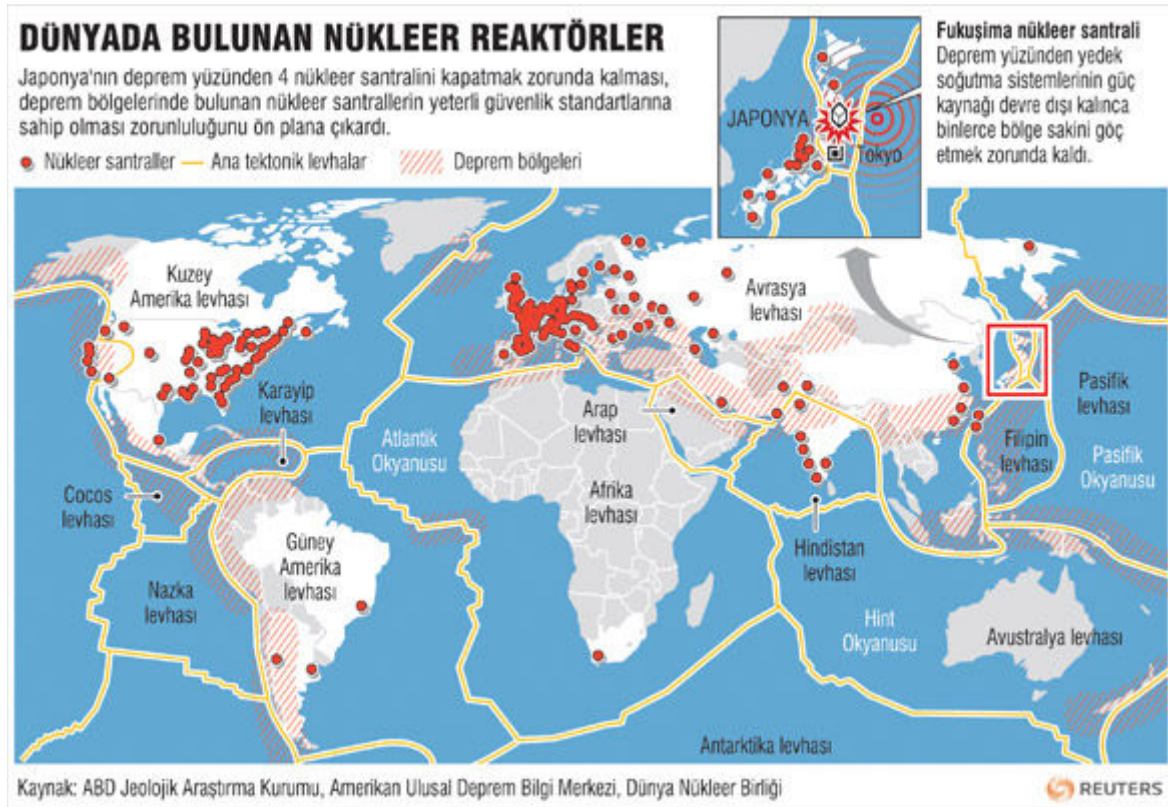 DÜNYADA BULUNAN NÜKLEER REAKTÖRLER
Japonya'nın deprem yüzünden 4 nükleer santralini kapatmak zorunda kalması,
deprem bölgelerinde bulunan nükleer santrallerin yeterli güvenlik standartlarına
sahip olması zorunluluğunu ön plana çıkardı.
Nükleer santraller
Ana tektonik levhalar
Deprem bölgeleri
JAPONYA
Tokyo
Fukuşima nükleer santrali
Deprem yüzünden yedek
soğutma sistemlerinin güç
kaynağı devre dışı kalınca
binlerce bölge sakini göç
etmek zorunda kaldı.
Kuzey
Amerika levhası
Avrasya
levhası
Karayip
levhası
Arap
levhası
Pasifik
levhası
Atlantik
Okyanusu
Filipin
levhası
Pasifik
Okyanusu
Cocos
levhası
Afrika
levhası
Güney
Amerika
levhası
Hindistan
levhası
Nazka
levhası
Hint
Okyanusu
Avustralya levhası
Antarktika levhası
Kaynak: ABD Jeolojik Araştırma Kurumu, Amerikan Ulusal Deprem Bilgi Merkezi, Dünya Nükleer Birliği
REUTERS